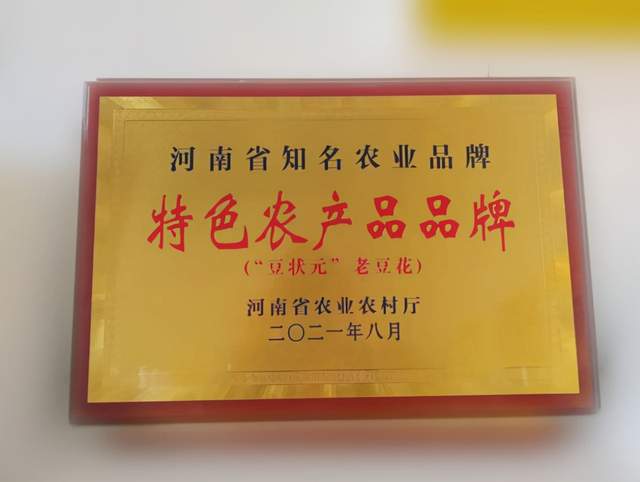 河南省知名农业品牌
特色农产品品牌
(“豆状元”老豆花)
河南省农业农村厅
二〇二一年八月